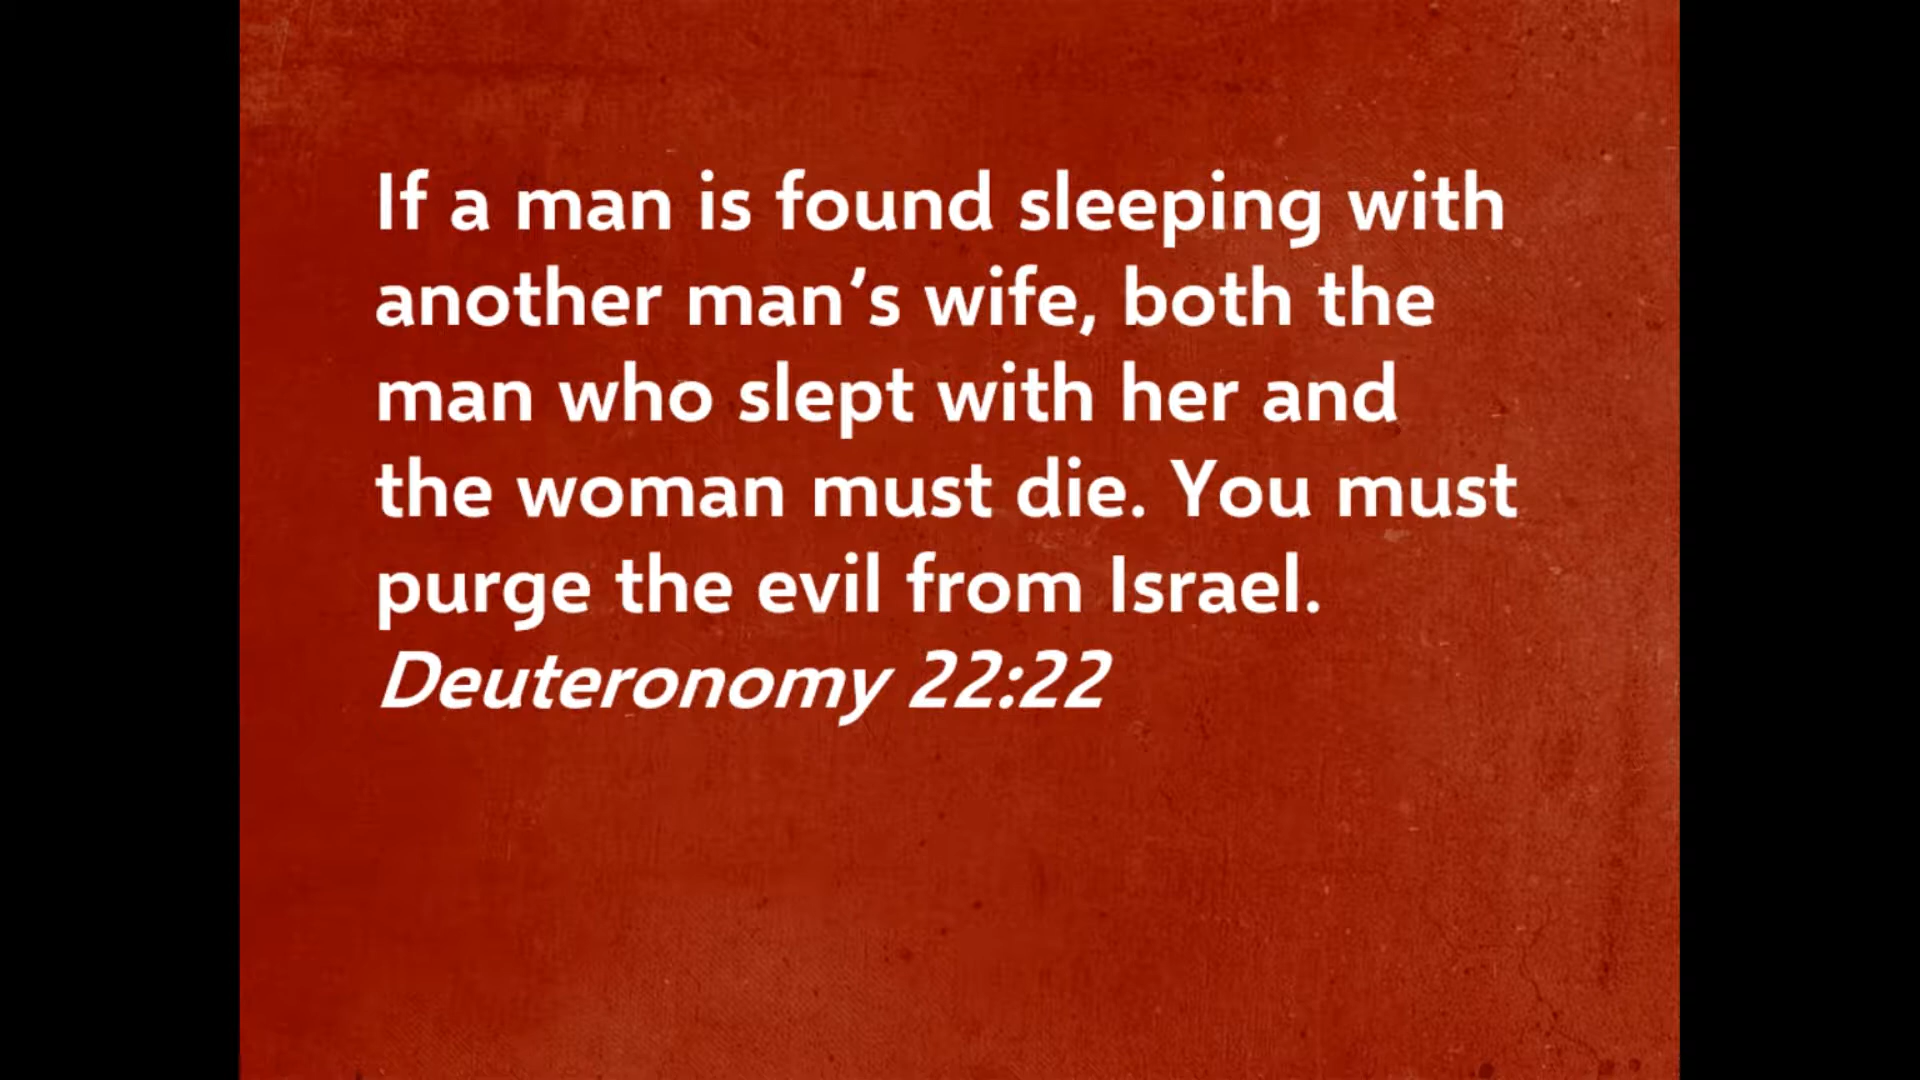 If a man is found sleeping with
another man’s wife, both the
man who slept with her and
the woman must die. You must
purge the evil from Israel.
Deuteronomy 22:22